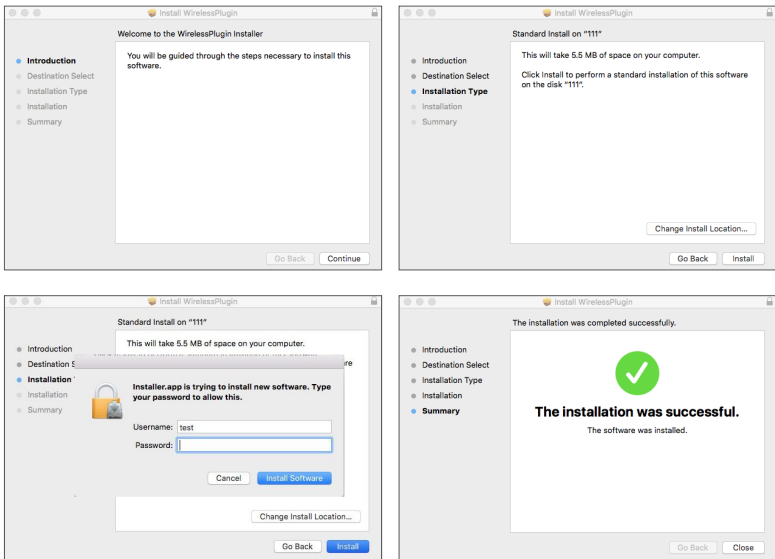 Install WirelessPlugin
Welcome to the WirelessPlugin Installer
Introduction
Destination Select
Installation Type
Installation
Summary
You will be guided through the steps necessary to install this
software.
Go Back
Continue
Install WirelessPlugin
Standard Install on "111"
Introduction
Destination Select
Installation Type
Installation
Summary
This will take 5.5 MB of space on your computer.
Click Install to perform a standard installation of this software
on the disk "111".
Change Install Location...
Go Back
Install
Install WirelessPlugin
Standard Install on "111"
Introduction
Destination S
Installation
Installation
Summary
This will take 5.5 MB of space on your computer.
Installer.app is trying to install new software. Type
your password to allow this.
Username: test
Password:
Cancel
Install Software
Change Install Location...
Go Back
Install
Install WirelessPlugin
The installation was completed successfully.
Introduction
Destination Select
Installation Type
Installation
Summary
The installation was successful.
The software was installed.
Go Back
Close